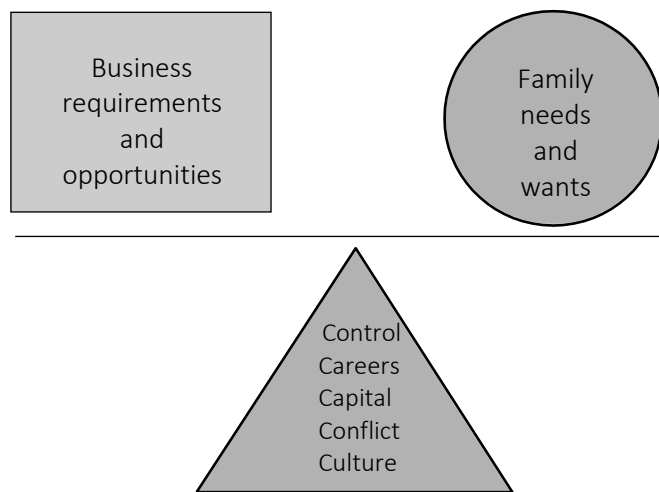 Business
requirements
and
opportunities
Family
needs
and
wants
Control
Careers
Capital
Conflict
Culture